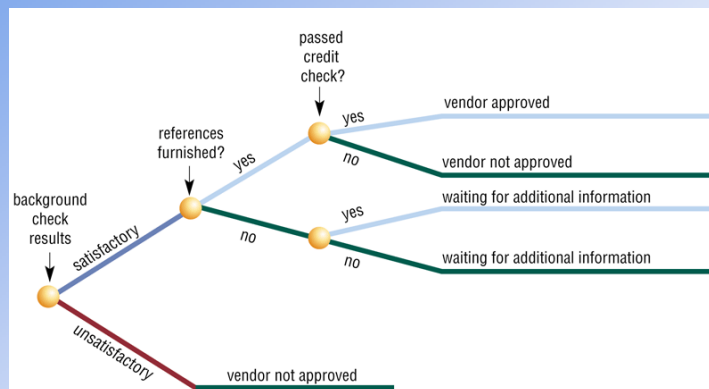 passed
credit
check?
yes
vendor approved
references
furnished?
yes
no
vendor not approved
background
check
results
satisfactory
no
yes
waiting for additional information
no
waiting for additional information
unsatisfactory
vendor not approved